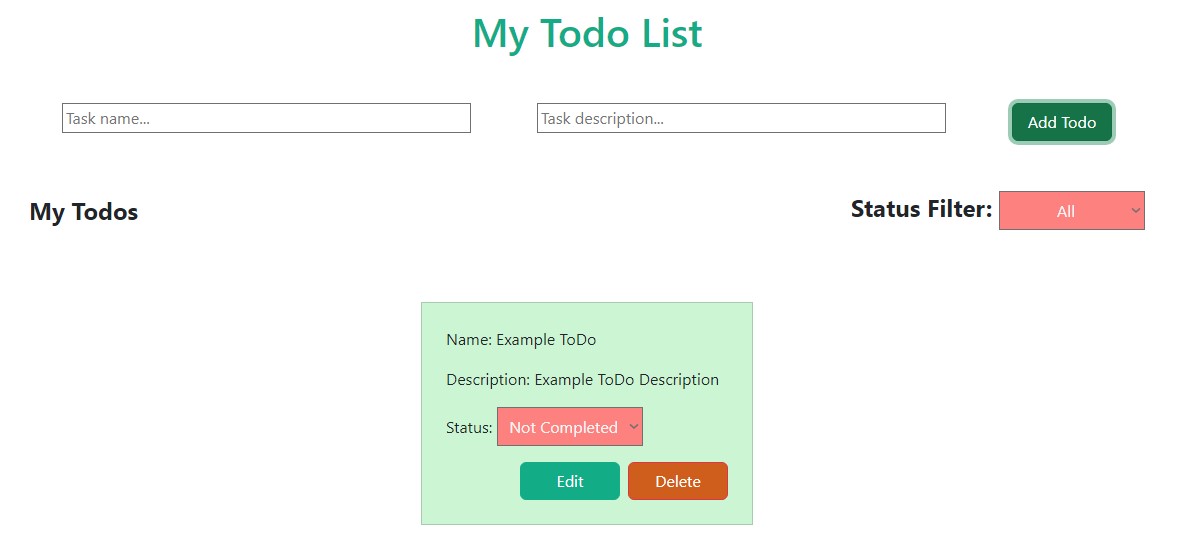 My Todo List
Task name... Task description... Add Todo
My Todos Status Filter: All
Name: Example ToDo
Description: Example ToDo Description
Status: Not Completed
Edit Delete